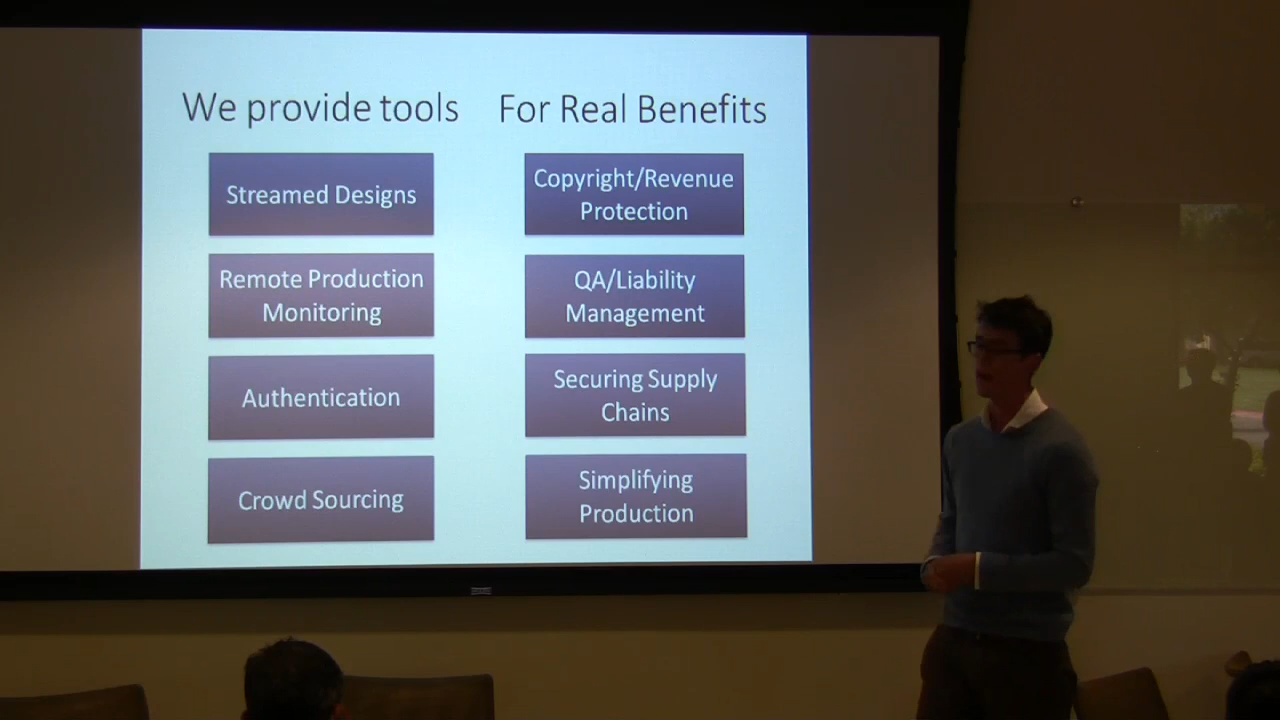 We provide tools
For Real Benefits
Streamed Designs
Copyright/Revenue
Protection
Remote Production
Monitoring
QA/Liability
Management
Authentication
Securing Supply
Chains
Crowd Sourcing
Simplifying
Production